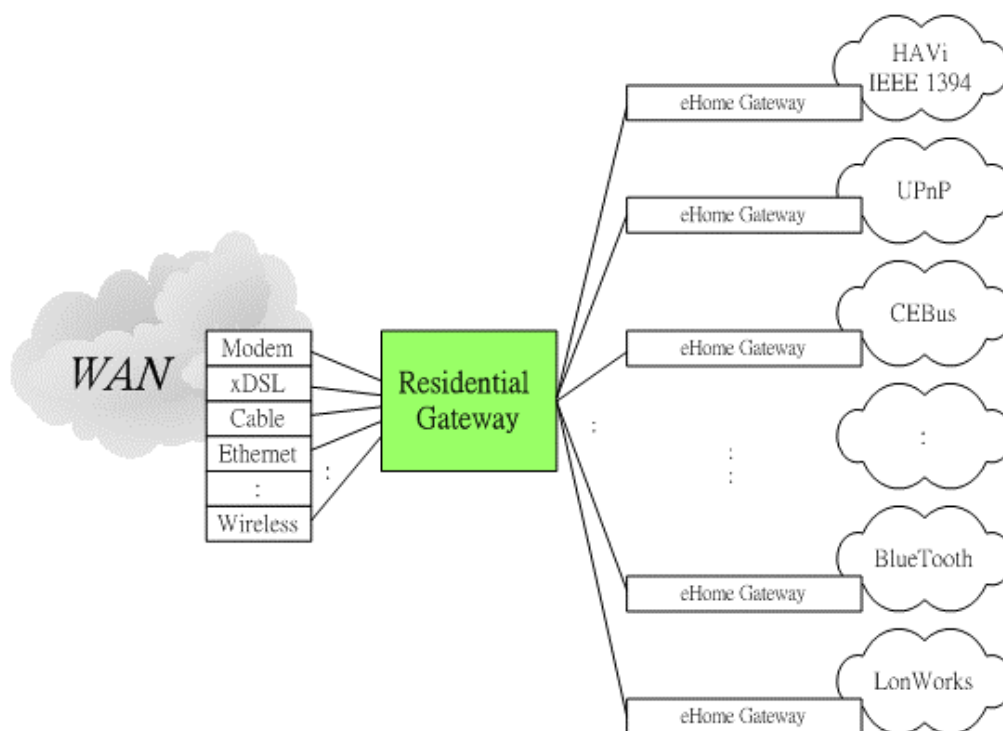 WAN
Modem
xDSL
Cable
Ethernet
:
Wireless
:
Residential
Gateway
:
:
:
eHome Gateway
HAVi
IEEE 1394
eHome Gateway
UPnP
eHome Gateway
CEBus
:
eHome Gateway
BlueTooth
eHome Gateway
LonWorks